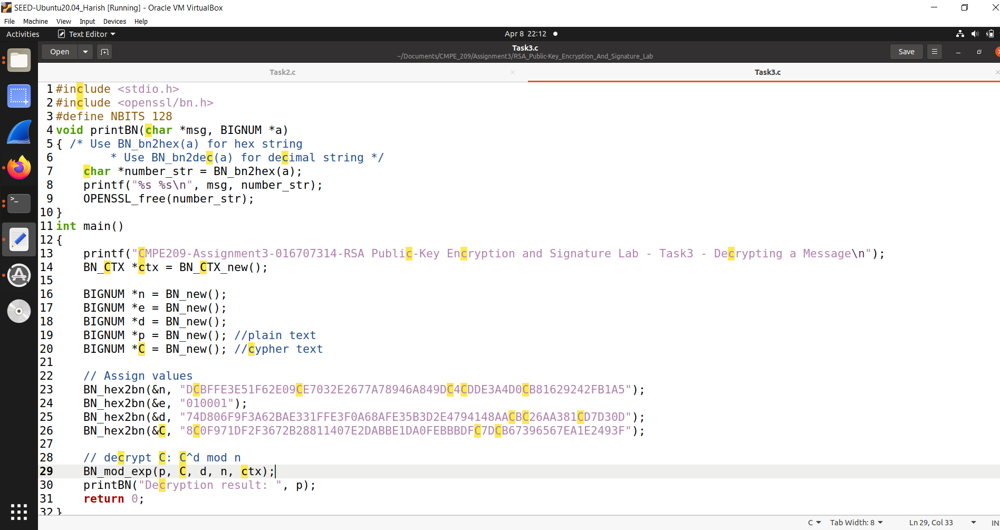 SEED-Ubuntu20.04_Harish [Running] - Oracle VM VirtualBox
File Machine View Input Devices Help
Activities Text Editor Apr 8 22:12
Open Task3.c Save
~/Documents/CMPE_209/Assignment3/RSA_Public-Key_Encryption_And_Signature_Lab
Task2.c Task3.c
1 #include <stdio.h>
2 #include <openssl/bn.h>
3 #define NBITS 128
4 void printBN(char *msg, BIGNUM *a)
5 { /* Use BN_bn2hex(a) for hex string
6 * Use BN_bn2dec(a) for decimal string */
7 char *number_str = BN_bn2hex(a);
8 printf("%s %s\n", msg, number_str);
9 OPENSSL_free(number_str);
10 }
11 int main()
12 {
13 printf("CMPE209-Assignment3-016707314-RSA Public-Key Encryption and Signature Lab - Task3 - Decrypting a Message\n");
14 BN_CTX *ctx = BN_CTX_new();
15
16 BIGNUM *n = BN_new();
17 BIGNUM *e = BN_new();
18 BIGNUM *d = BN_new();
19 BIGNUM *p = BN_new(); //plain text
20 BIGNUM *C = BN_new(); //cypher text
21
22 // Assign values
23 BN_hex2bn(&n, "DCBFFE3E51F62E09CE7032E2677A78946A849DC4CDDE3A4D0CB81629242FB1A5");
24 BN_hex2bn(&e, "010001");
25 BN_hex2bn(&d, "74D806F9F3A62BAE331FFE3F0A68AFE35B3D2E4794148AACBC26AA381CD7D30D");
26 BN_hex2bn(&C, "8C0F971DF2F3672B28811407E2DABBE1DA0FEBBBDFC7DCB67396567EA1E2493F");
27
28 // decrypt C: C^d mod n
29 BN_mod_exp(p, C, d, n, ctx);
30 printBN("Decryption result: ", p);
31 return 0;
32 }
C Tab Width: 8 Ln 29, Col 33 IN